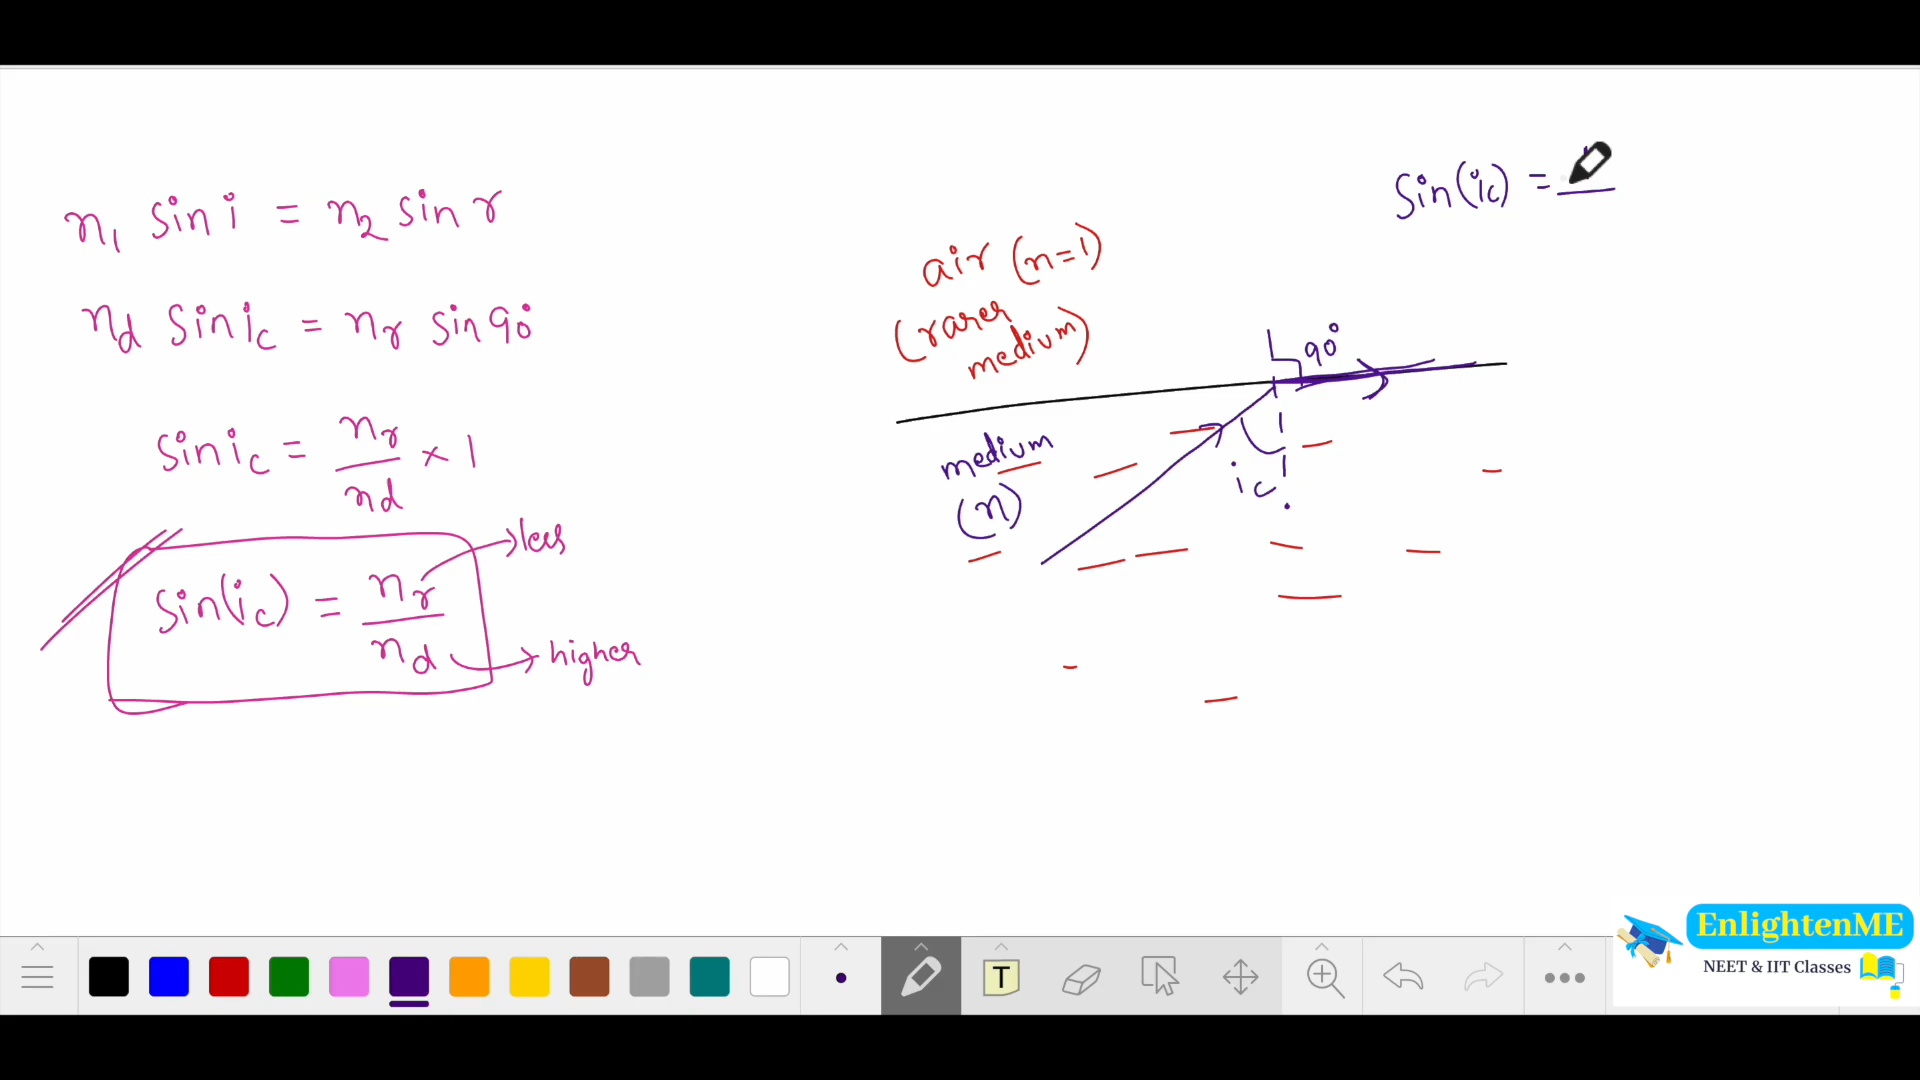 n₁ sin i = n₂ sin r
n_d sin i_c = n_r sin 90°
sin i_c = n_r / n_d × 1
sin(i_c) = n_r / n_d
less
higher
sin(i_c) =
air (n=1)
(rarer
medium)
90°
medium
(n)
i_c
T
EnlightenME
NEET & IIT Classes